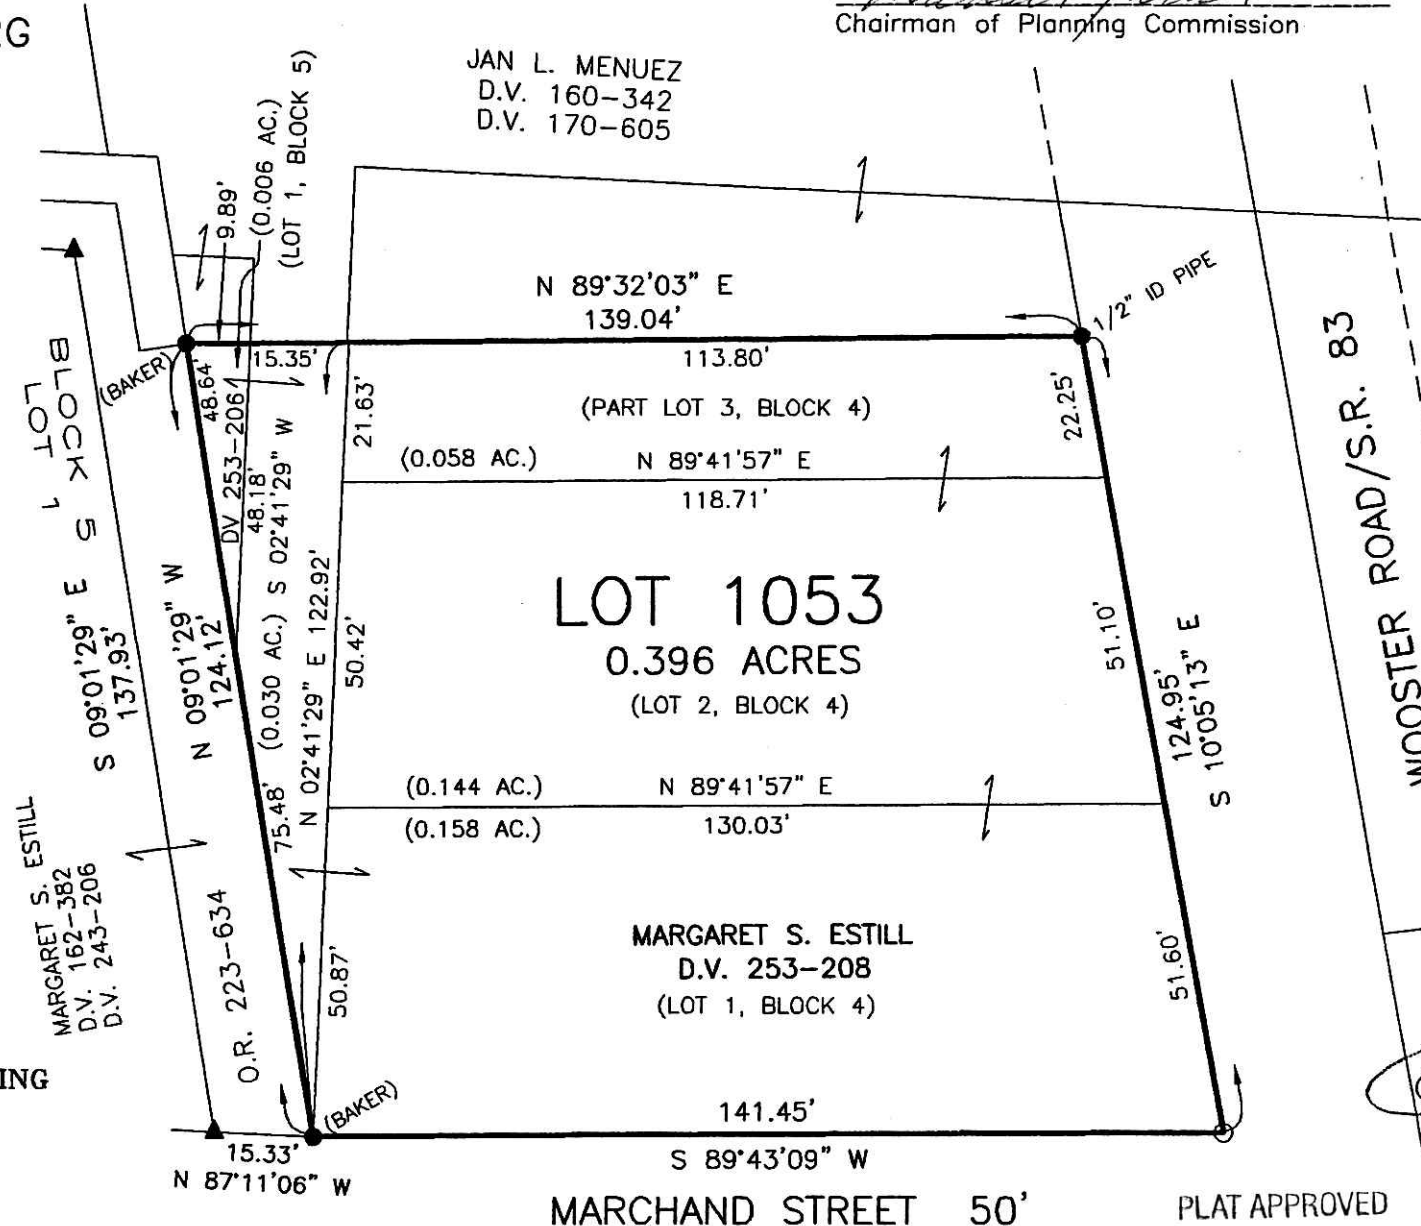 Chairman of Planning Commission
JAN L. MENUEZ
D.V. 160-342
D.V. 170-605
(0.006 AC.)
(LOT 1, BLOCK 5)
9.89'
N 89°32'03" E
139.04'
1/2" ID PIPE
15.35'
113.80'
(BAKER)
48.64'
DV 253-206
48.18'
21.63'
22.25'
(PART LOT 3, BLOCK 4)
(0.058 AC.)
N 89°41'57" E
118.71'
BLOCK 5
LOT 1
S 09°01'29" E
137.93'
N 09°01'29" W
124.12'
75.48'
(0.030 AC.)
S 02°41'29" W
N 02°41'29" E 122.92'
50.42'
LOT 1053
0.396 ACRES
(LOT 2, BLOCK 4)
51.10'
124.95'
S 10°05'13" E
WOOSTER ROAD/S.R. 83
(0.144 AC.)
N 89°41'57" E
(0.158 AC.)
130.03'
MARGARET S. ESTILL
D.V. 162-382
D.V. 243-206
O.R. 223-634
50.87'
MARGARET S. ESTILL
D.V. 253-208
(LOT 1, BLOCK 4)
51.60'
ING
(BAKER)
15.33'
N 87°11'06" W
141.45'
S 89°43'09" W
MARCHAND STREET 50'
PLAT APPROVED